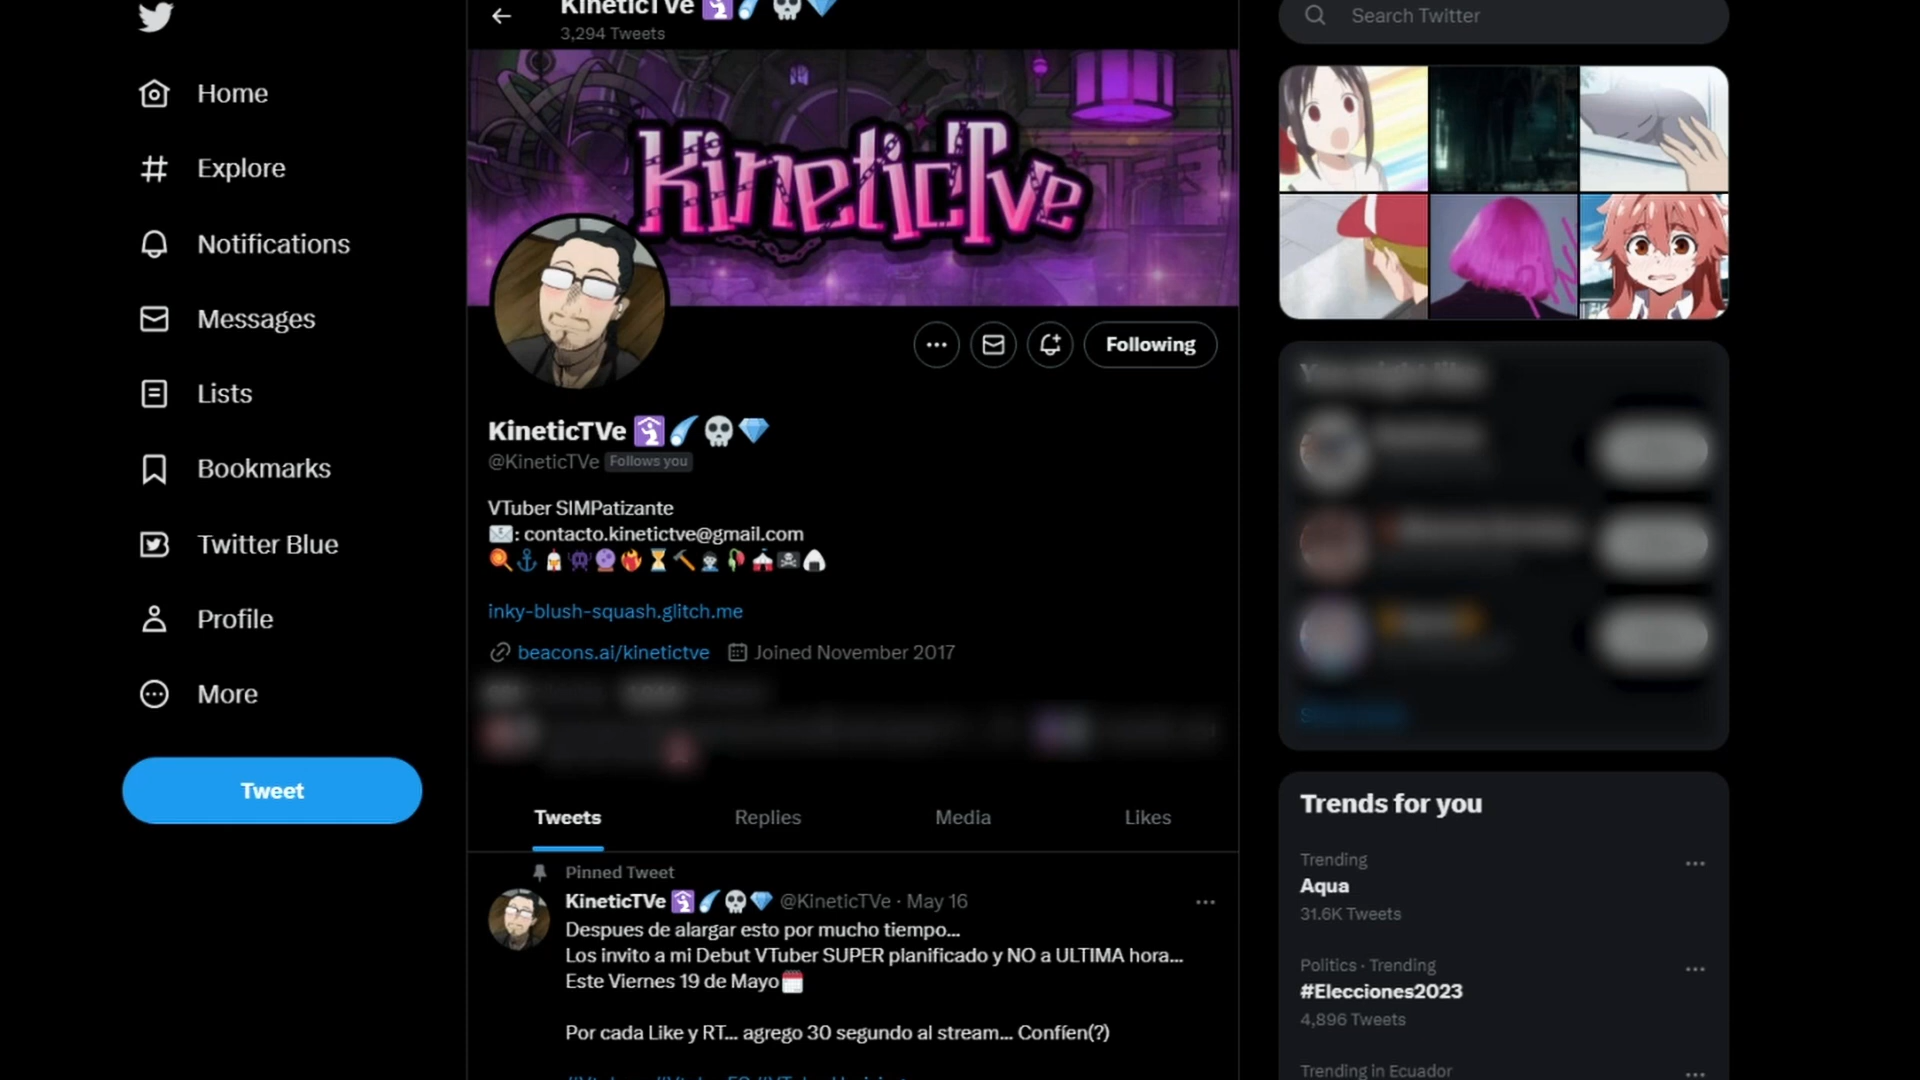 Home
Explore
Notifications
Messages
Lists
Bookmarks
Twitter Blue
Profile
More
Tweet
KineticTVe
3,294 Tweets
KineticTVe
Following
KineticTVe
@KineticTVe Follows you
VTuber SIMPatizante
✉️: contacto.kinetictve@gmail.com
inky-blush-squash.glitch.me
beacons.ai/kinetictve Joined November 2017
Tweets Replies Media Likes
Pinned Tweet
KineticTVe @KineticTVe · May 16
Despues de alargar esto por mucho tiempo...
Los invito a mi Debut VTuber SUPER planificado y NO a ULTIMA hora...
Este Viernes 19 de Mayo
Por cada Like y RT... agrego 30 segundo al stream... Confíen(?)
Search Twitter
Trends for you
Trending
Aqua
31.6K Tweets
Politics · Trending
#Elecciones2023
4,896 Tweets
Trending in Ecuador